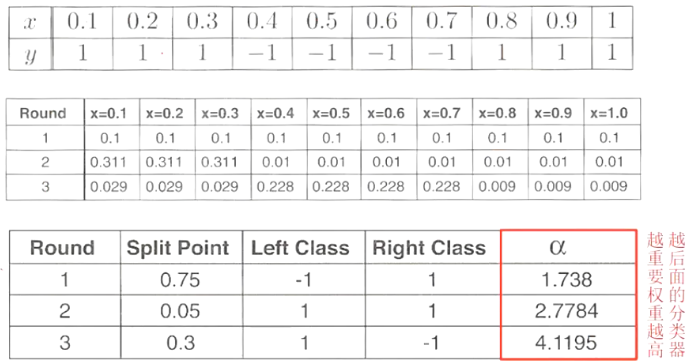 x 0.1 0.2 0.3 0.4 0.5 0.6 0.7 0.8 0.9 1
y 1 1 1 −1 −1 −1 −1 1 1 1
Round x=0.1 x=0.2 x=0.3 x=0.4 x=0.5 x=0.6 x=0.7 x=0.8 x=0.9 x=1.0
1 0.1 0.1 0.1 0.1 0.1 0.1 0.1 0.1 0.1 0.1
2 0.311 0.311 0.311 0.01 0.01 0.01 0.01 0.01 0.01 0.01
3 0.029 0.029 0.029 0.228 0.228 0.228 0.228 0.009 0.009 0.009
Round Split Point Left Class Right Class α
1 0.75 -1 1 1.738
2 0.05 1 1 2.7784
3 0.3 1 -1 4.1195
越后面的分类器
越重要权重越高